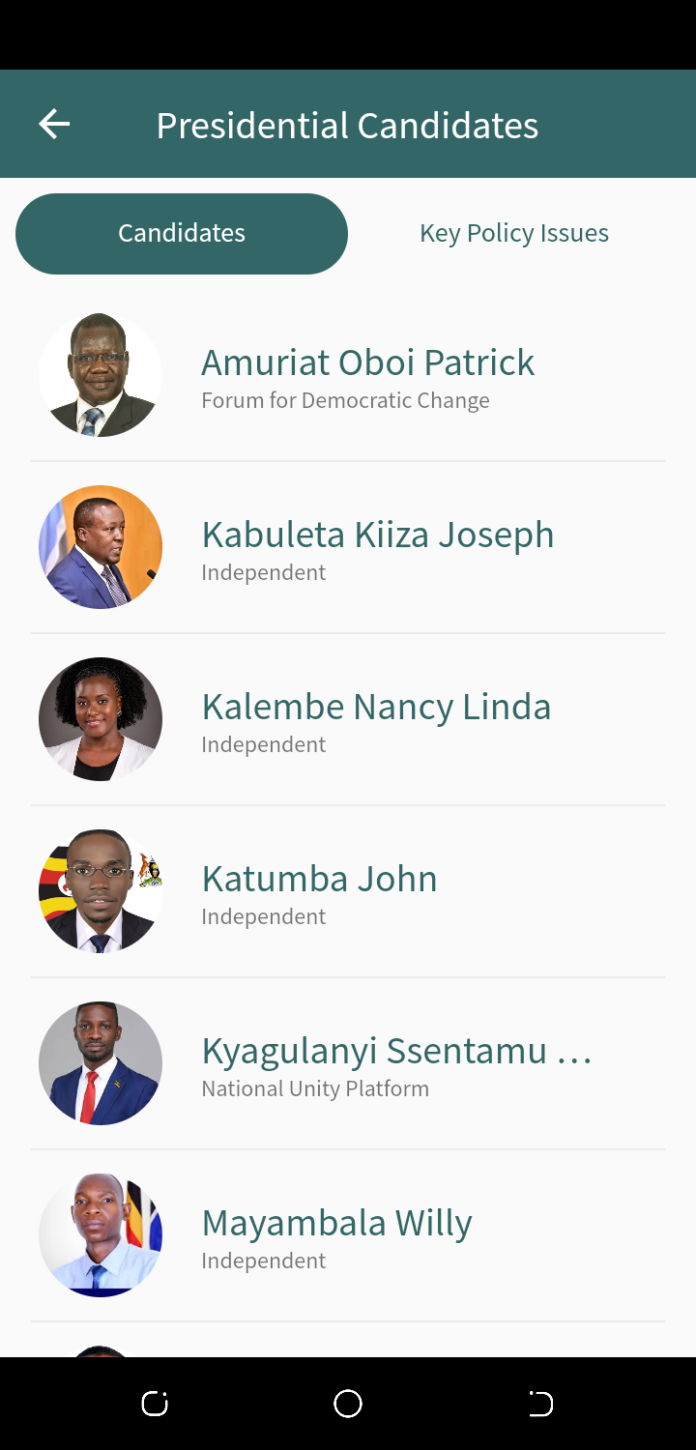 Presidential Candidates
Candidates
Key Policy Issues
Amuriat Oboi Patrick
Forum for Democratic Change
Kabuleta Kiiza Joseph
Independent
Kalembe Nancy Linda
Independent
Katumba John
Independent
Kyagulanyi Ssentamu ...
National Unity Platform
Mayambala Willy
Independent